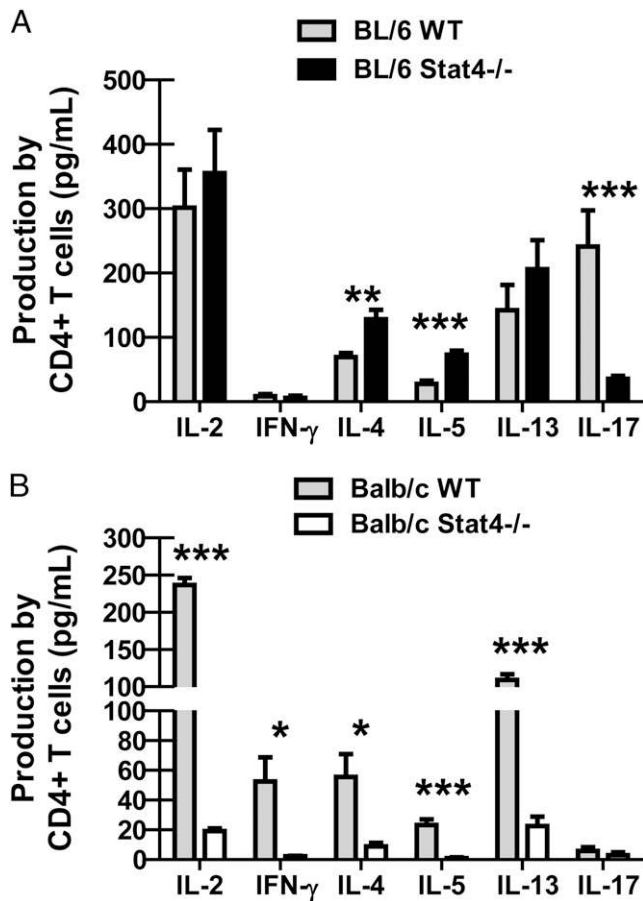 A
BL/6 WT
BL/6 Stat4-/-
Production by
CD4+ T cells (pg/mL)
500
400
300
200
100
0
**
***
***
IL-2 IFN-γ IL-4 IL-5 IL-13 IL-17
B
Balb/c WT
Balb/c Stat4-/-
Production by
CD4+ T cells (pg/mL)
300
250
200
150
100
100
80
60
40
20
0
***
*
*
***
***
IL-2 IFN-γ IL-4 IL-5 IL-13 IL-17